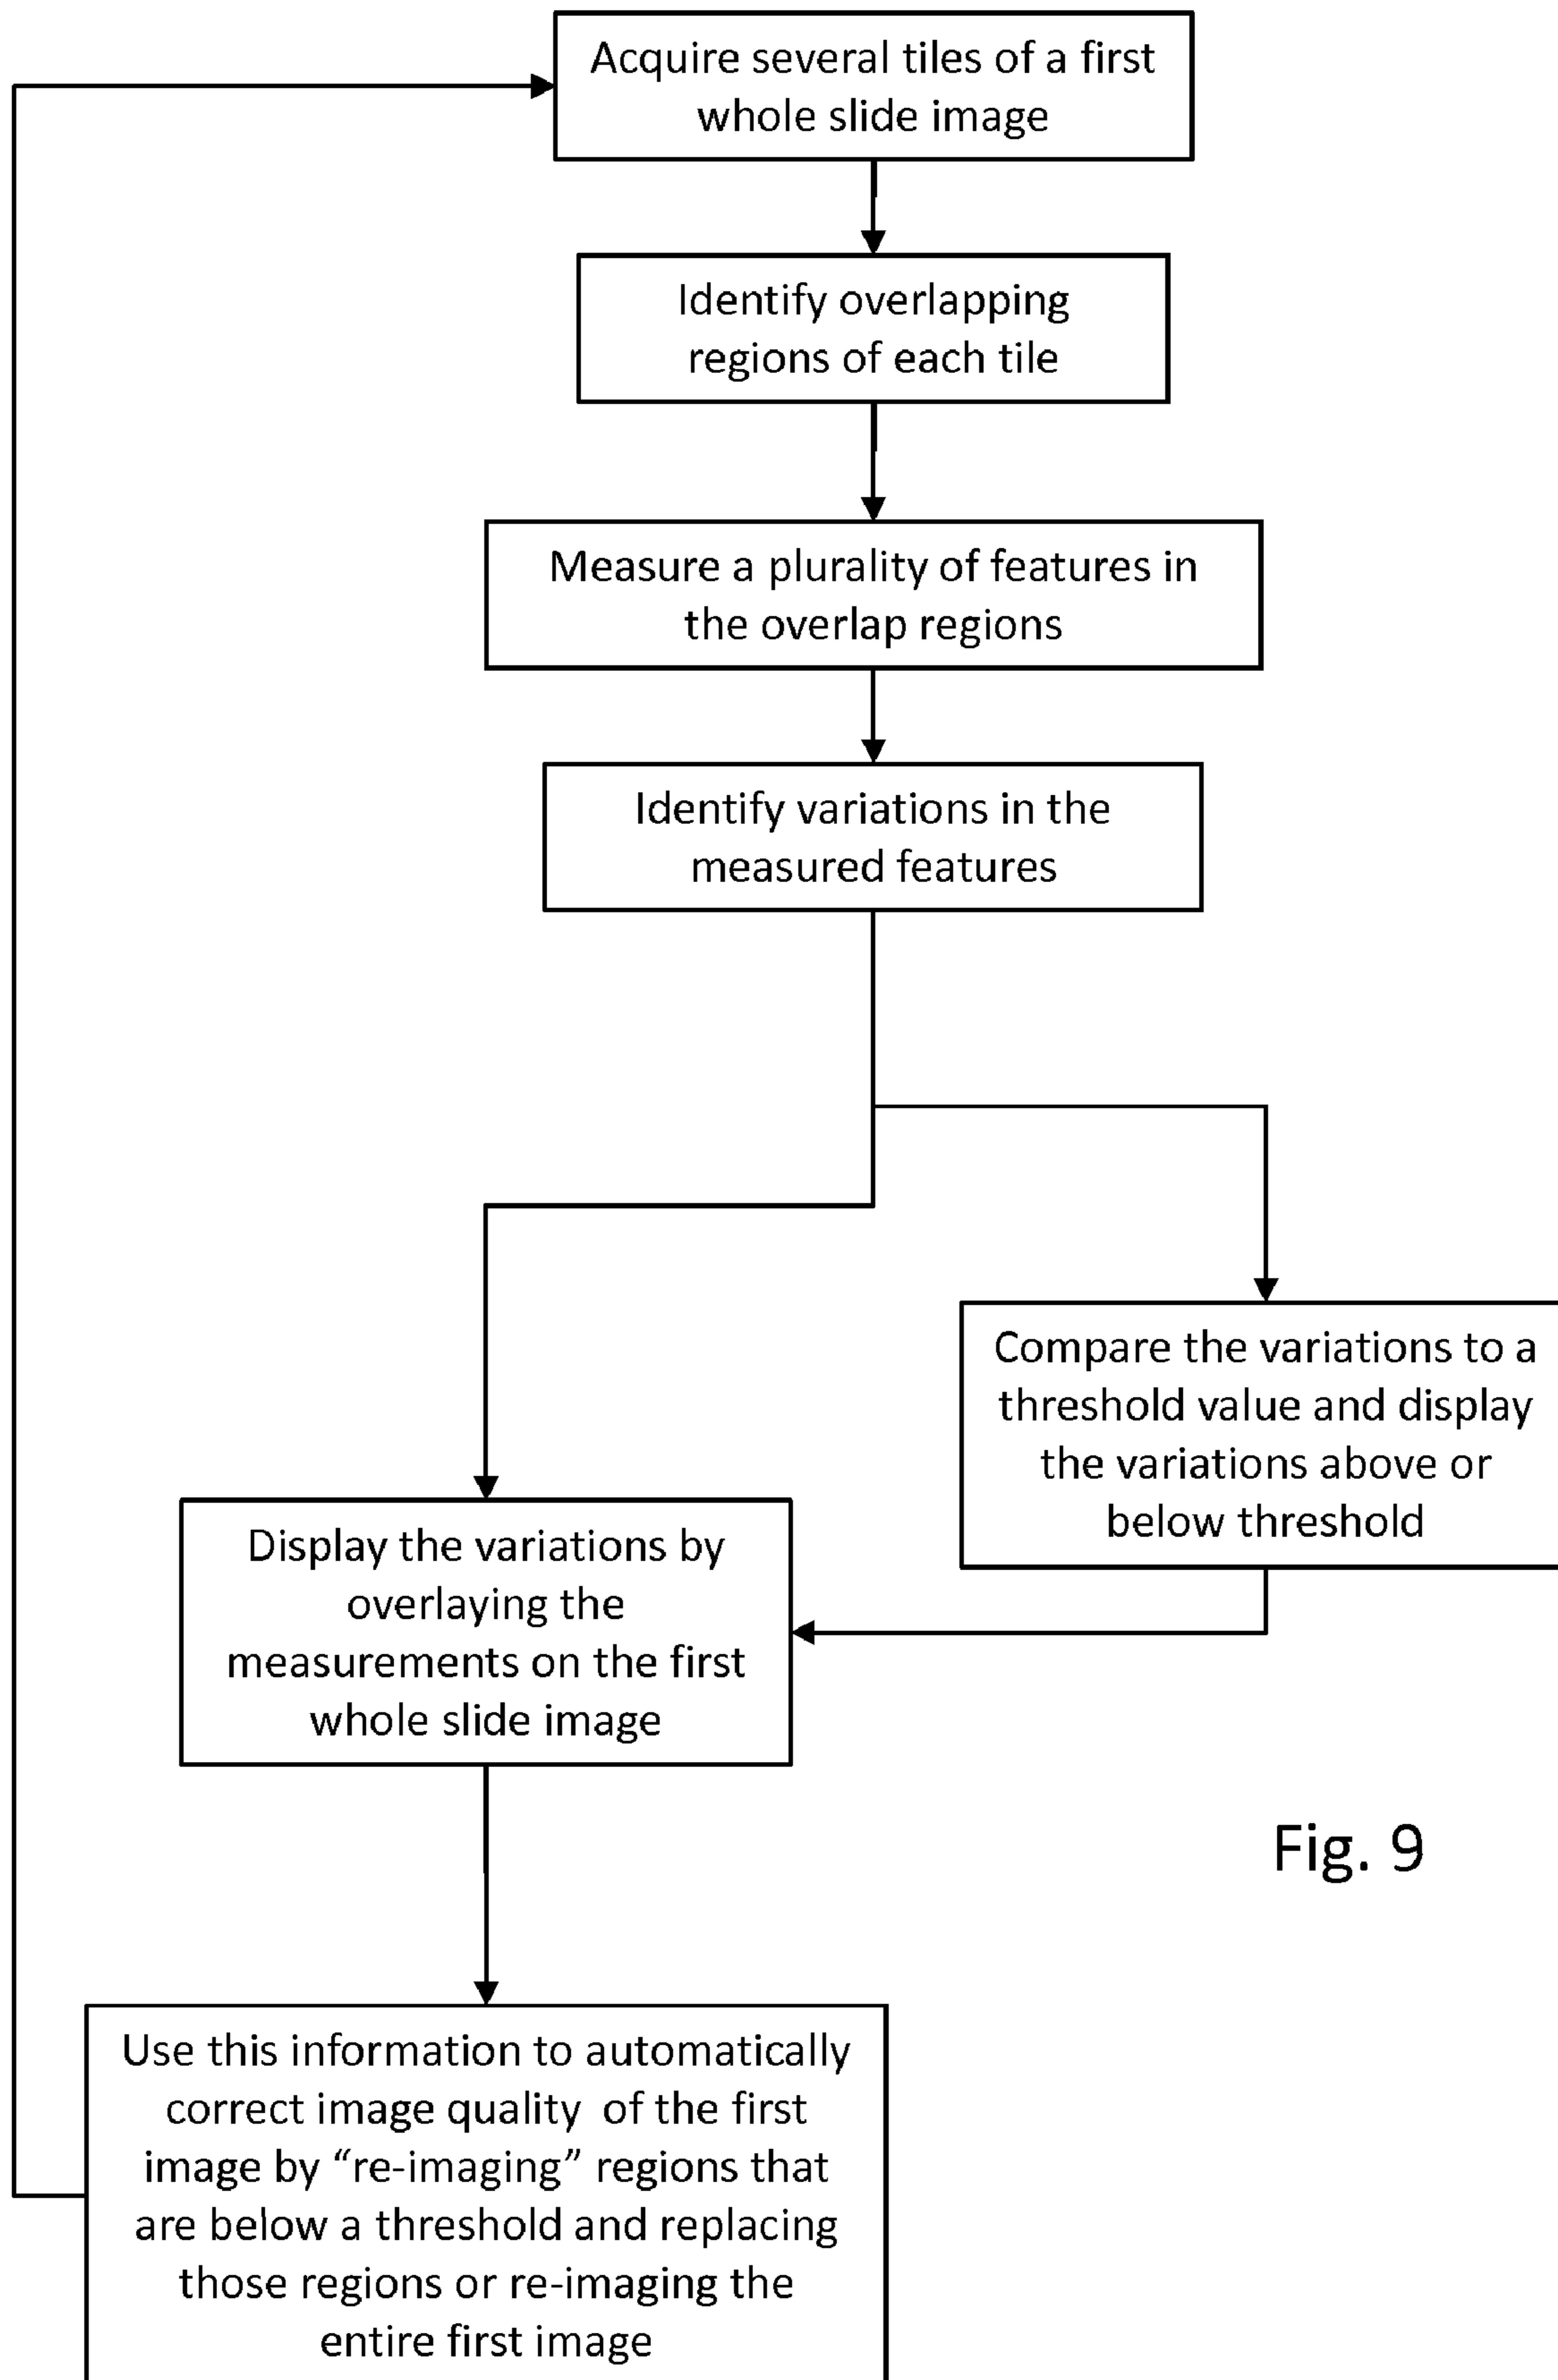 Acquire several tiles of a first
whole slide image
Identify overlapping
regions of each tile
Measure a plurality of features in
the overlap regions
Identify variations in the
measured features
Compare the variations to a
threshold value and display
the variations above or
below threshold
Display the variations by
overlaying the
measurements on the first
whole slide image
Fig. 9
Use this information to automatically
correct image quality of the first
image by “re-imaging” regions that
are below a threshold and replacing
those regions or re-imaging the
entire first image